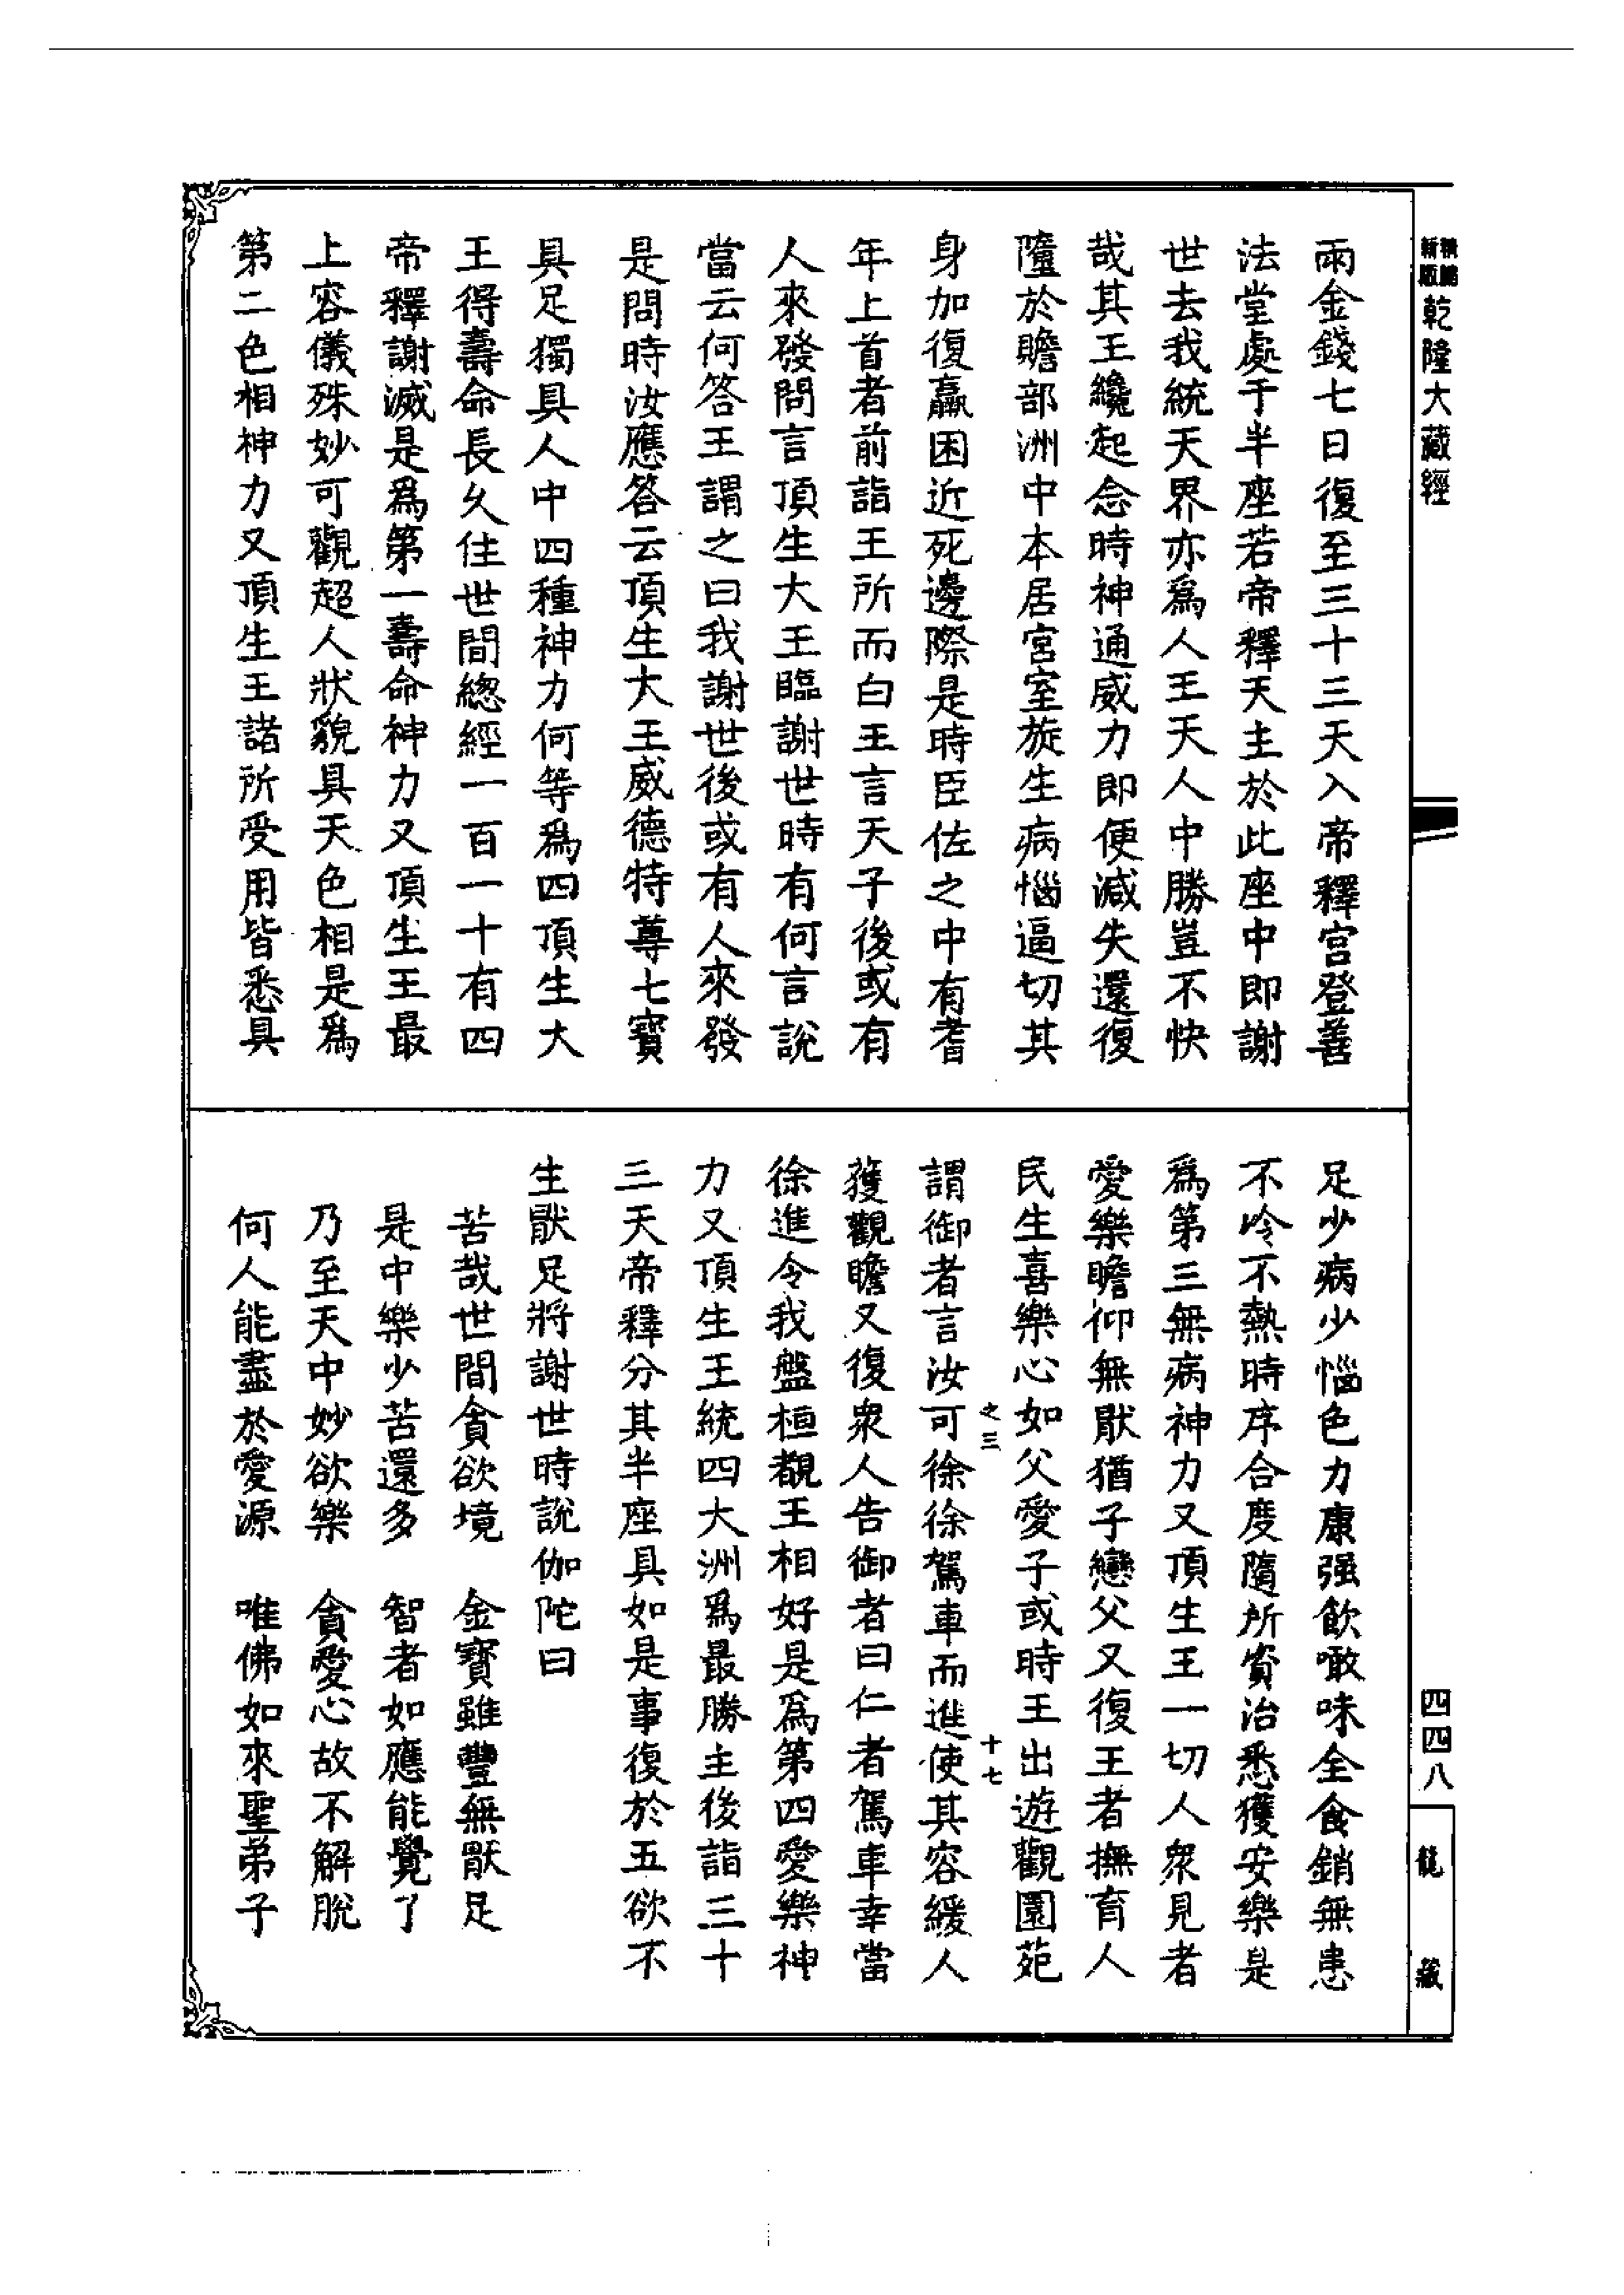 精編
新版
乾隆大藏經
雨金錢七日復至三十三天入帝釋宮登善
法堂處于半座若帝釋天主於此座中即謝
世去我統天界亦爲人王天人中勝豈不快
哉其王纔起念時神通威力即便減失還復
墮於贍部洲中本居宮室旋生病惱逼切其
身加復羸困近死邊際是時臣佐之中有耆
年上首者前詣王所而白王言天子後或有
人來發問言頂生大王臨謝世時有何言說
當云何答王謂之曰我謝世後或有人來發
是問時汝應答云頂生大王威德特尊七寶
具足獨具人中四種神力何等爲四頂生大
王得壽命長久住世間總經一百一十有四
帝釋謝滅是爲第一壽命神力又頂生王最
上容儀殊妙可觀超人狀貌具天色相是爲
第二色相神力又頂生王諸所受用皆悉具
足少病少惱色力康强飲噉味全食銷無患
不冷不熱時序合度隨所資治悉獲安樂是
爲第三無病神力又頂生王一切人衆見者
愛樂瞻仰無猒猶子戀父又復王者撫育人
民生喜樂心如父愛子或時王出遊觀園苑
之三 十七
謂御者言汝可徐徐駕車而進使其容緩人
獲觀瞻又復衆人告御者曰仁者駕車幸當
徐進令我盤桓覩王相好是爲第四愛樂神
力又頂生王統四大洲爲最勝主後詣三十
三天帝釋分其半座具如是事復於五欲不
生猒足將謝世時說伽陀曰
苦哉世間貪欲境 金寶雖豐無猒足
是中樂少苦還多 智者如應能覺了
乃至天中妙欲樂 貪愛心故不解脫
何人能盡於愛源 唯佛如來聖弟子
四四八
龍藏